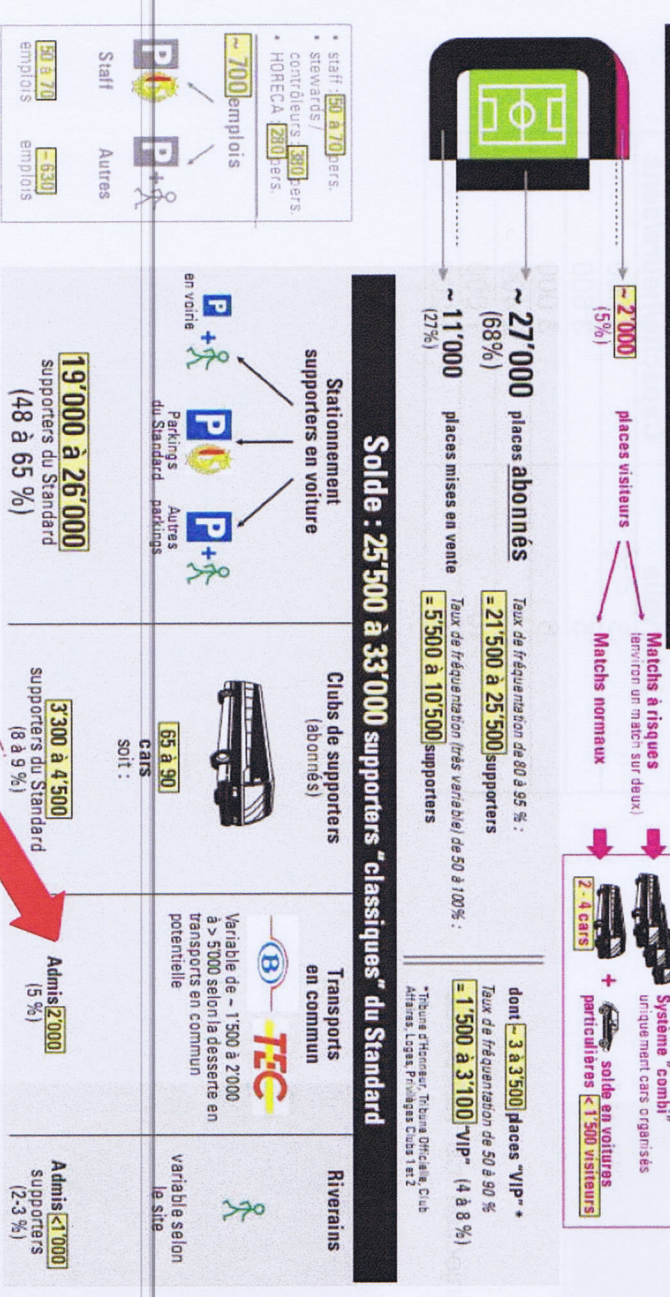 ~ 2'000
(5%)
places visiteurs
Matchs à risques
(environ un match sur deux)
Matchs normaux
Système "combi"
uniquement cars organisés
2 - 4 cars
+
solde en voitures
particulières < 1'500 visiteurs
~ 27'000 places abonnés
(68%)
Taux de fréquentation de 80 à 95 % :
= 21'500 à 25'500 supporters
~ 11'000 places mises en vente
(27%)
Taux de fréquentation (très variable) de 50 à 100% :
= 5'500 à 10'500 supporters
dont ~ 3 à 3'500 places "VIP" *
Taux de fréquentation de 50 à 90 %
= 1'500 à 3'100 "VIP" (4 à 8 %)
*Tribune d'Honneur, Tribune Officielle, Club
Affaires, Loges, Privilèges Clubs 1 et 2
• staff : 50 à 70 pers.
• stewards /
contrôleurs : 380 pers.
• HORECA : 280 pers.
~ 700 emplois
P
P +
Staff
Autres
50 à 70
emplois
~ 630
emplois
Solde : 25'500 à 33'000 supporters "classiques" du Standard
Stationnement
supporters en voiture
P +
en voirie
P
Parkings
du Standard
P +
Autres
parkings
19'000 à 26'000
supporters du Standard
(48 à 65 %)
Clubs de supporters
(abonnés)
65 à 90
cars
soit :
3'300 à 4'500
supporters du Standard
(8 à 9 %)
Transports
en commun
B
TEC
Variable de ~ 1'500 à 2'000
à > 5'000 selon la desserte en
transports en commun
potentielle
Admis 2'000
(5 %)
Riverains
variable selon
le site
Admis <1'000
supporters
(2-3 %)